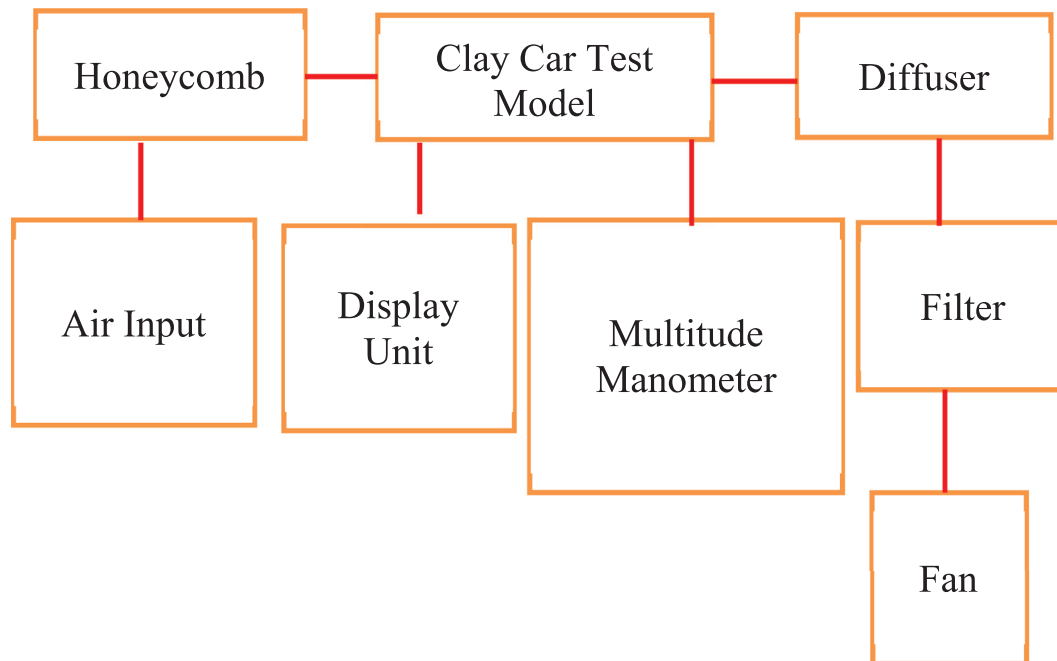 Honeycomb
Clay Car Test
Model
Diffuser
Air Input
Display
Unit
Multitude
Manometer
Filter
Fan